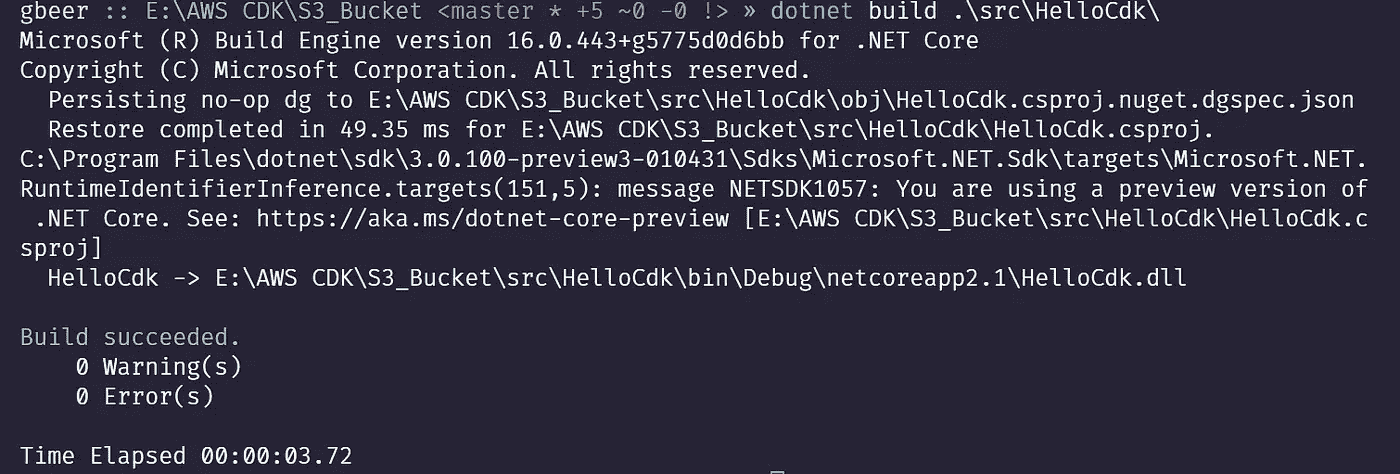 gbeer :: E:\AWS CDK\S3_Bucket <master * +5 ~0 -0 !> » dotnet build .\src\HelloCdk\
Microsoft (R) Build Engine version 16.0.443+g5775d0d6bb for .NET Core
Copyright (C) Microsoft Corporation. All rights reserved.
  Persisting no-op dg to E:\AWS CDK\S3_Bucket\src\HelloCdk\obj\HelloCdk.csproj.nuget.dgspec.json
  Restore completed in 49.35 ms for E:\AWS CDK\S3_Bucket\src\HelloCdk\HelloCdk.csproj.
C:\Program Files\dotnet\sdk\3.0.100-preview3-010431\Sdks\Microsoft.NET.Sdk\targets\Microsoft.NET.
RuntimeIdentifierInference.targets(151,5): message NETSDK1057: You are using a preview version of
 .NET Core. See: https://aka.ms/dotnet-core-preview [E:\AWS CDK\S3_Bucket\src\HelloCdk\HelloCdk.c
sproj]
  HelloCdk -> E:\AWS CDK\S3_Bucket\src\HelloCdk\bin\Debug\netcoreapp2.1\HelloCdk.dll

Build succeeded.
    0 Warning(s)
    0 Error(s)

Time Elapsed 00:00:03.72